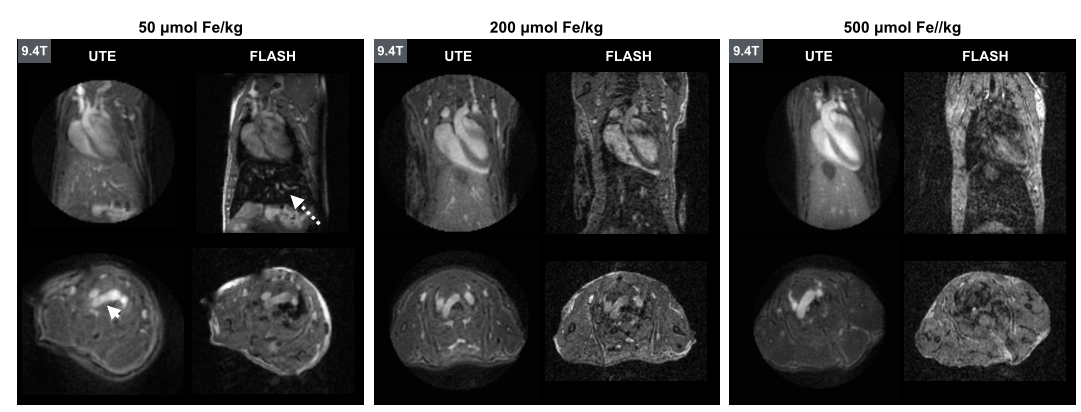 50 μmol Fe/kg
200 μmol Fe/kg
500 μmol Fe//kg
9.4T
UTE
FLASH
9.4T
UTE
FLASH
9.4T
UTE
FLASH